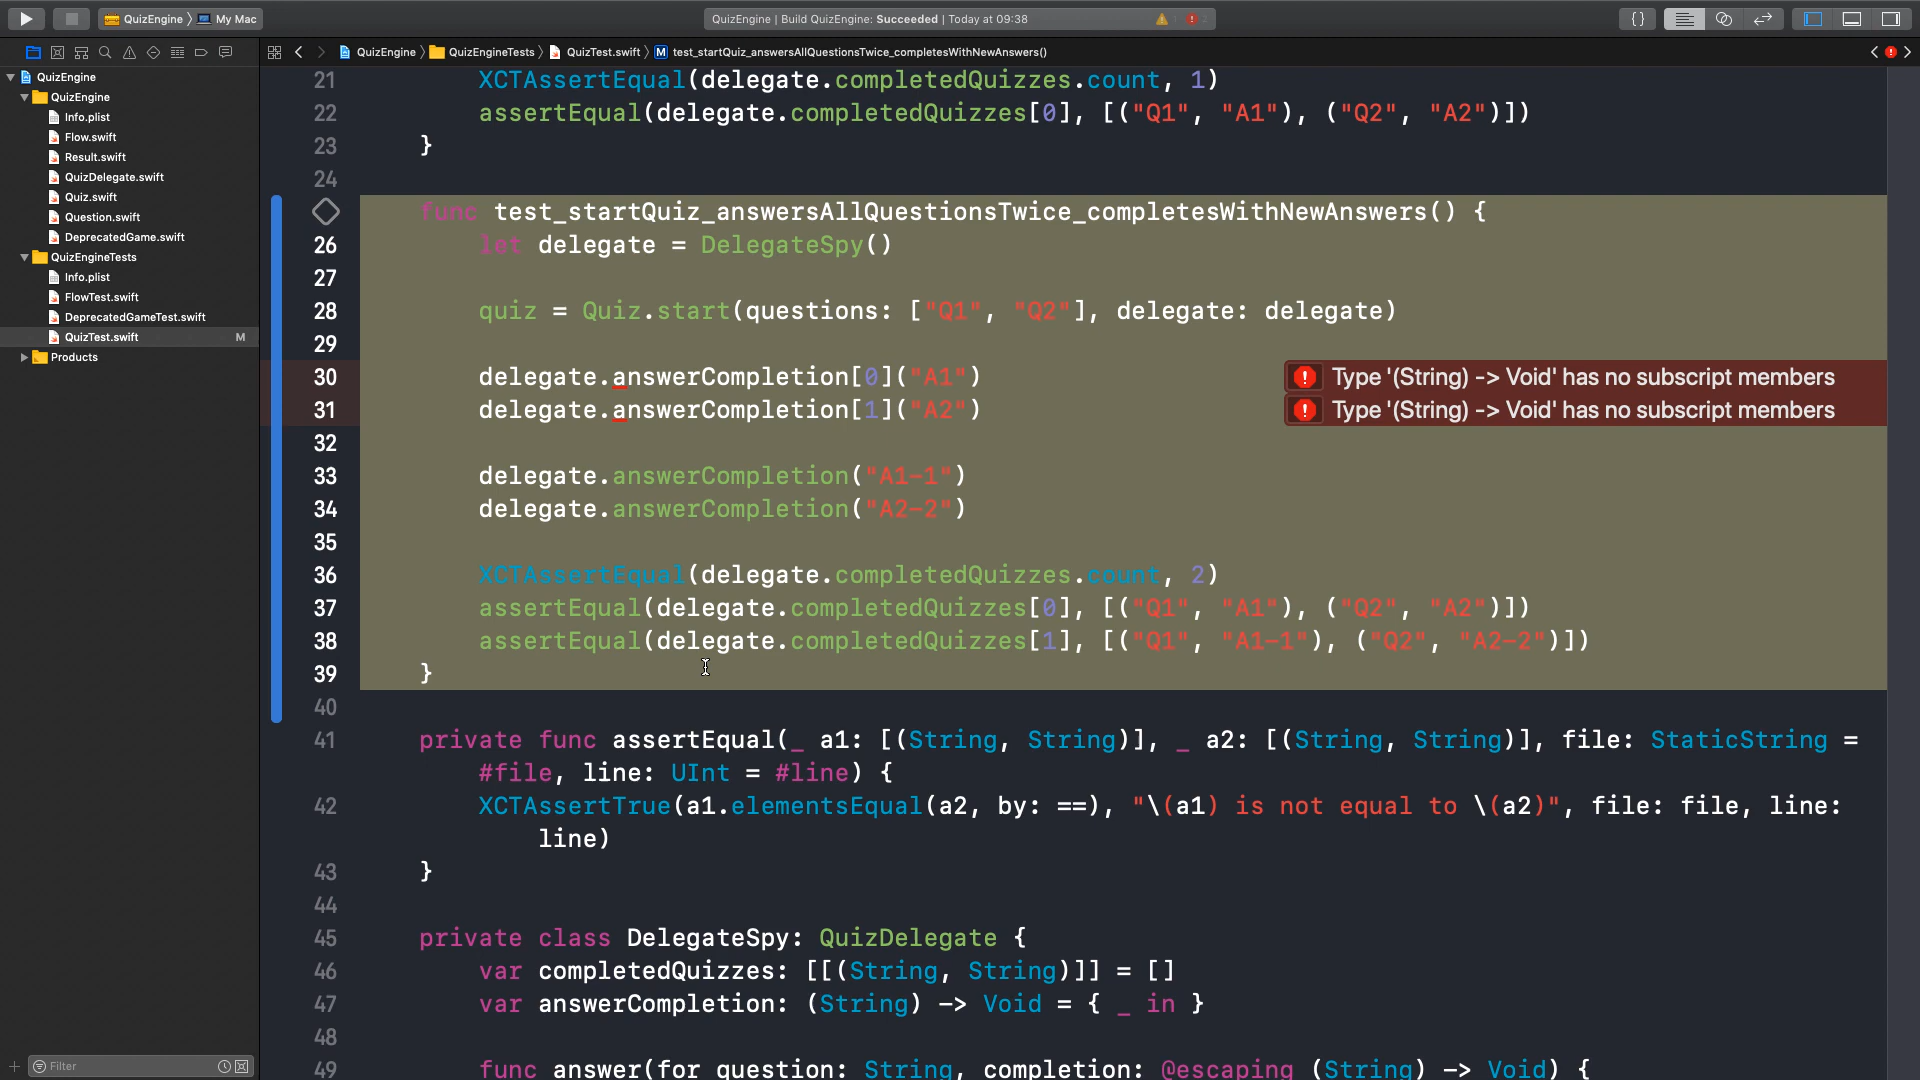 QuizEngine
My Mac
QuizEngine | Build QuizEngine: Succeeded | Today at 09:38
{}
QuizEngine
QuizEngineTests
QuizTest.swift
M
test_startQuiz_answersAllQuestionsTwice_completesWithNewAnswers()
QuizEngine
QuizEngine
Info.plist
Flow.swift
Result.swift
QuizDelegate.swift
Quiz.swift
Question.swift
DeprecatedGame.swift
QuizEngineTests
Info.plist
FlowTest.swift
DeprecatedGameTest.swift
QuizTest.swift M
Products
Filter
21 XCTAssertEqual(delegate.completedQuizzes.count, 1)
22 assertEqual(delegate.completedQuizzes[0], [("Q1", "A1"), ("Q2", "A2")])
23 }
24
func test_startQuiz_answersAllQuestionsTwice_completesWithNewAnswers() {
26 let delegate = DelegateSpy()
27
28 quiz = Quiz.start(questions: ["Q1", "Q2"], delegate: delegate)
29
30 delegate.answerCompletion[0]("A1") Type '(String) -> Void' has no subscript members
31 delegate.answerCompletion[1]("A2") Type '(String) -> Void' has no subscript members
32
33 delegate.answerCompletion("A1-1")
34 delegate.answerCompletion("A2-2")
35
36 XCTAssertEqual(delegate.completedQuizzes.count, 2)
37 assertEqual(delegate.completedQuizzes[0], [("Q1", "A1"), ("Q2", "A2")])
38 assertEqual(delegate.completedQuizzes[1], [("Q1", "A1-1"), ("Q2", "A2-2")])
39 }
40
41 private func assertEqual(_ a1: [(String, String)], _ a2: [(String, String)], file: StaticString =
#file, line: UInt = #line) {
42 XCTAssertTrue(a1.elementsEqual(a2, by: ==), "\(a1) is not equal to \(a2)", file: file, line:
line)
43 }
44
45 private class DelegateSpy: QuizDelegate {
46 var completedQuizzes: [[(String, String)]] = []
47 var answerCompletion: (String) -> Void = { _ in }
48
49 func answer(for question: String, completion: @escaping (String) -> Void) {